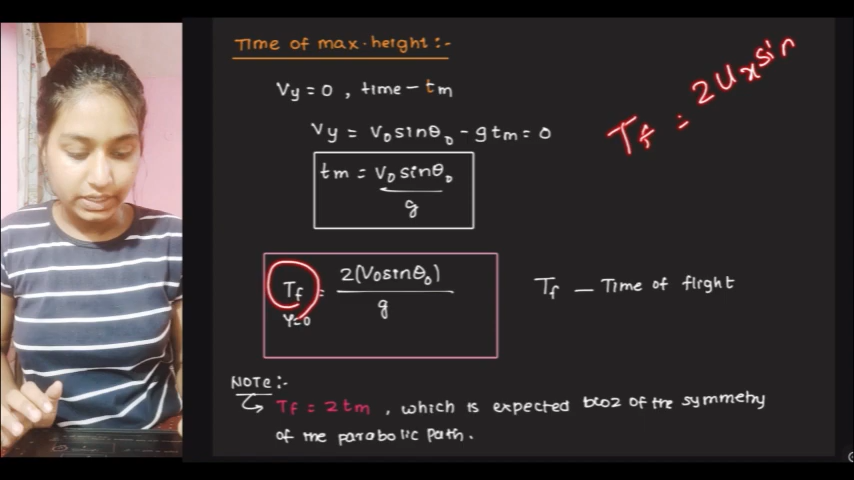 Time of max·height:-
Vy = 0 , time - tm
Vy = V0 sinθ0 - gtm = 0
tm = V0 sinθ0
g
Tf = 2(V0sinθ0)
g
y=0
Tf — Time of flight
Tf = 2Ux sin
NOTE:-
Tf = 2tm , which is expected bcoz of the symmetry
of the parabolic path.